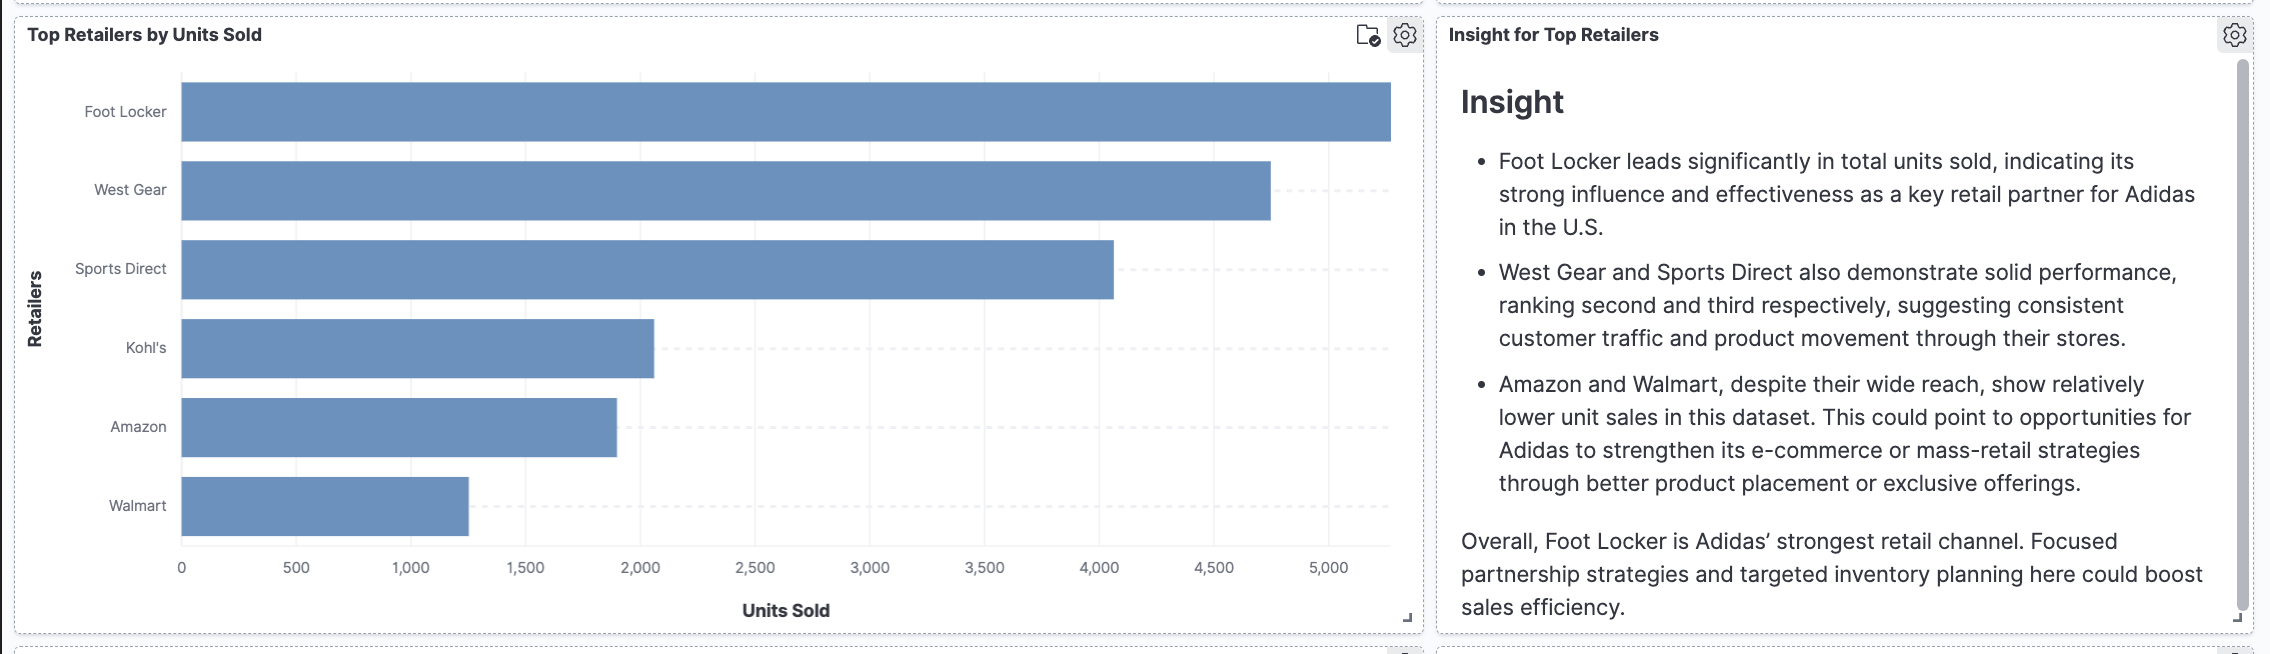 Top Retailers by Units Sold
Retailers
Foot Locker
West Gear
Sports Direct
Kohl's
Amazon
Walmart
0 500 1,000 1,500 2,000 2,500 3,000 3,500 4,000 4,500 5,000
Units Sold
Insight for Top Retailers
Insight
• Foot Locker leads significantly in total units sold, indicating its
strong influence and effectiveness as a key retail partner for Adidas
in the U.S.
• West Gear and Sports Direct also demonstrate solid performance,
ranking second and third respectively, suggesting consistent
customer traffic and product movement through their stores.
• Amazon and Walmart, despite their wide reach, show relatively
lower unit sales in this dataset. This could point to opportunities for
Adidas to strengthen its e-commerce or mass-retail strategies
through better product placement or exclusive offerings.
Overall, Foot Locker is Adidas’ strongest retail channel. Focused
partnership strategies and targeted inventory planning here could boost
sales efficiency.